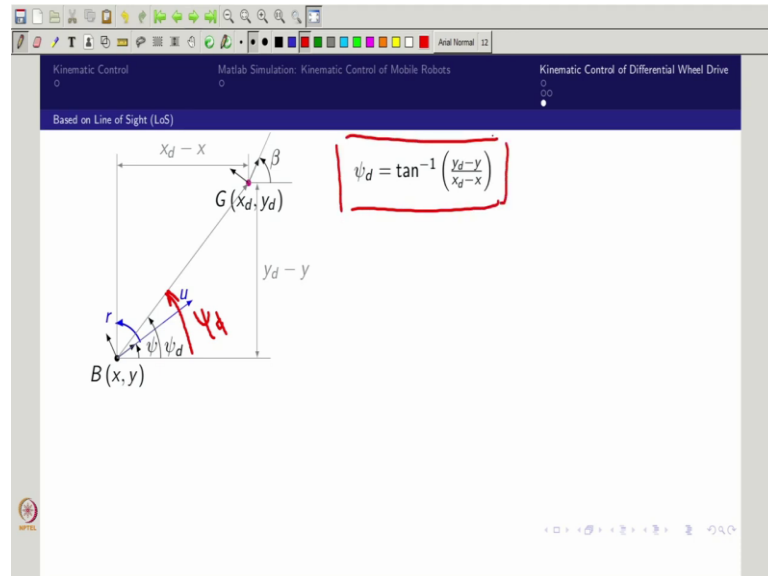 T
Arial Normal 12
Kinematic Control
Matlab Simulation: Kinematic Control of Mobile Robots
Kinematic Control of Differential Wheel Drive
Based on Line of Sight (LoS)
x_d − x
β
ψ_d = tan⁻¹ ( (y_d−y) / (x_d−x) )
G (x_d, y_d)
y_d − y
u
r
ψ_d
ψ ψ_d
B (x, y)
NPTEL